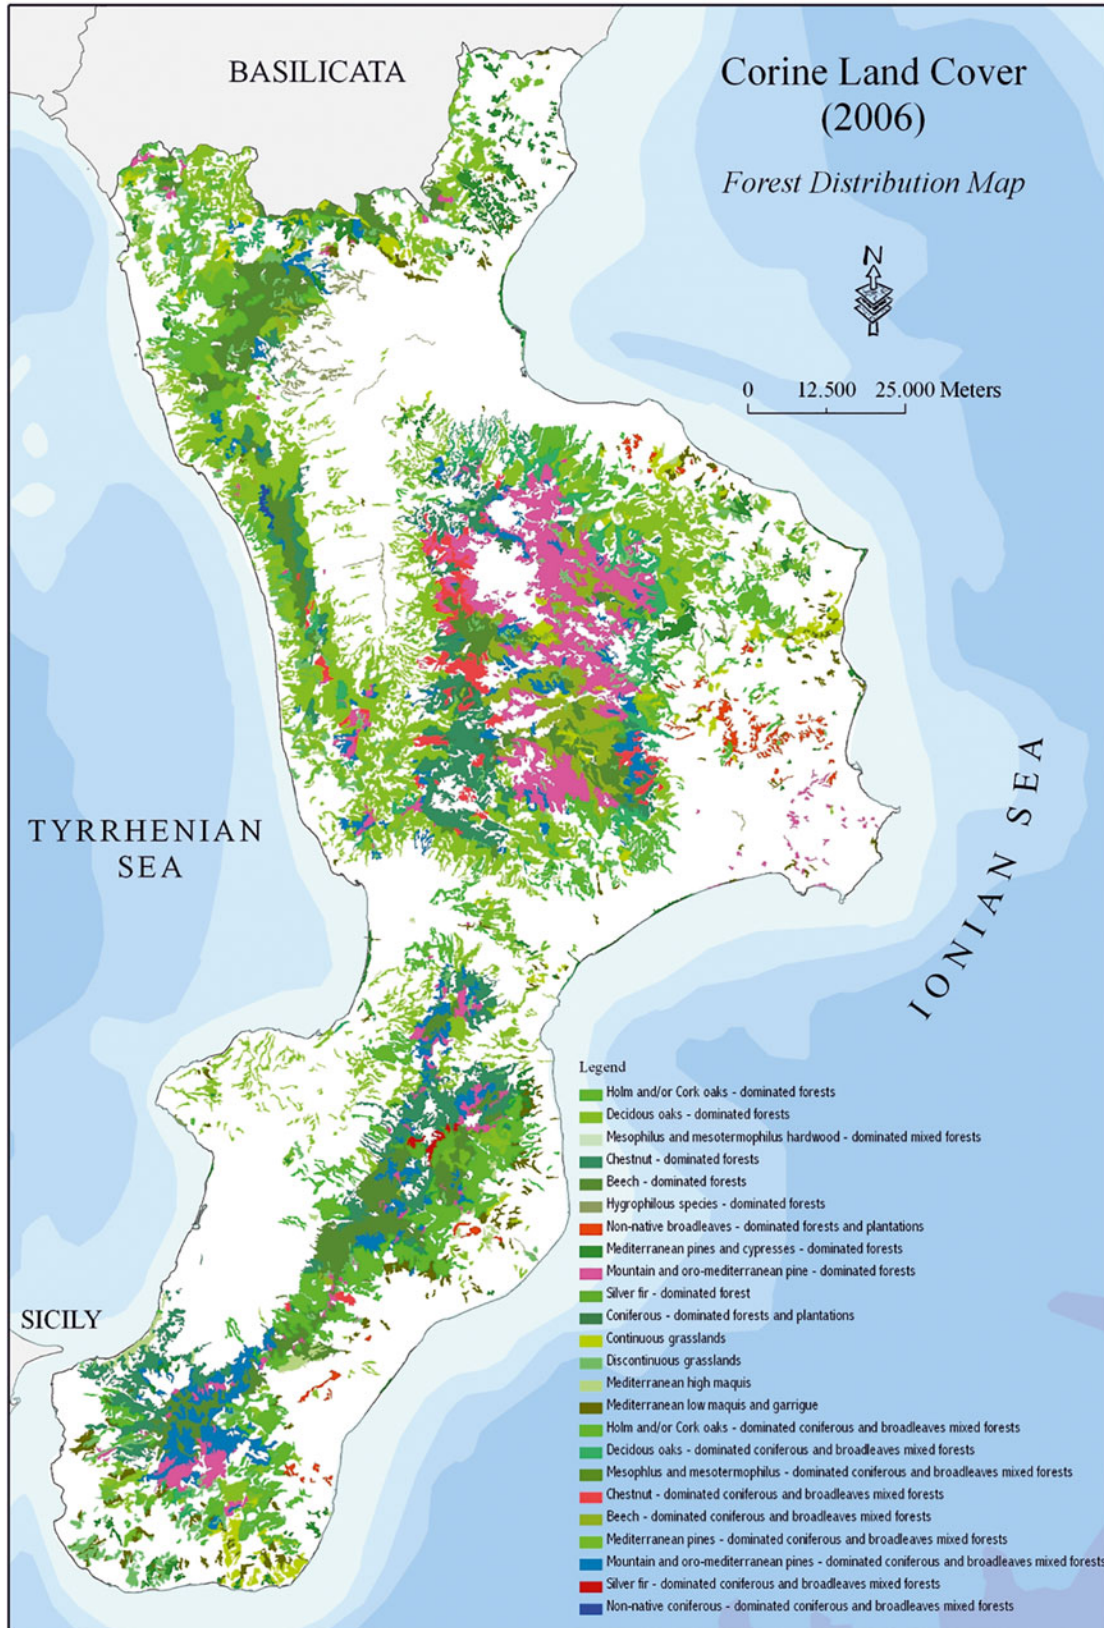 BASILICATA
Corine Land Cover
(2006)
Forest Distribution Map
N
0 12.500 25.000 Meters
TYRRHENIAN
SEA
IONIAN SEA
SICILY
Legend
Holm and/or Cork oaks - dominated forests
Decidous oaks - dominated forests
Mesophilus and mesotermophilus hardwood - dominated mixed forests
Chestnut - dominated forests
Beech - dominated forests
Hygrophilous species - dominated forests
Non-native broadleaves - dominated forests and plantations
Mediterranean pines and cypresses - dominated forests
Mountain and oro-mediterranean pine - dominated forests
Silver fir - dominated forest
Coniferous - dominated forests and plantations
Continuous grasslands
Discontinuous grasslands
Mediterranean high maquis
Mediterranean low maquis and garrigue
Holm and/or Cork oaks - dominated coniferous and broadleaves mixed forests
Decidous oaks - dominated coniferous and broadleaves mixed forests
Mesophlus and mesotermophilus - dominated coniferous and broadleaves mixed forests
Chestnut - dominated coniferous and broadleaves mixed forests
Beech - dominated coniferous and broadleaves mixed forests
Mediterranean pines - dominated coniferous and broadleaves mixed forests
Mountain and oro-mediterranean pines - dominated coniferous and broadleaves mixed forests
Silver fir - dominated coniferous and broadleaves mixed forests
Non-native coniferous - dominated coniferous and broadleaves mixed forests